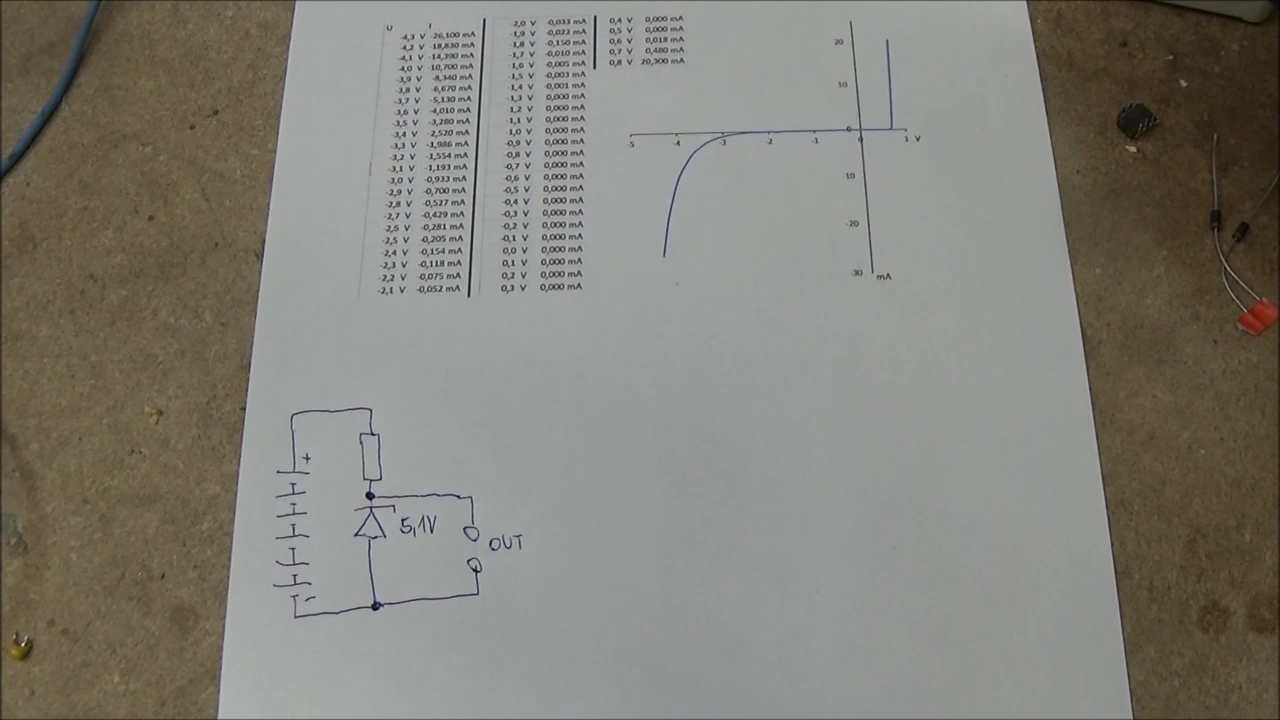 U I
-4,3 V -26,100 mA
-4,2 V -18,830 mA
-4,1 V -14,390 mA
-4,0 V -10,700 mA
-3,9 V -8,340 mA
-3,8 V -6,670 mA
-3,7 V -5,130 mA
-3,6 V -4,010 mA
-3,5 V -3,280 mA
-3,4 V -2,520 mA
-3,3 V -1,986 mA
-3,2 V -1,554 mA
-3,1 V -1,193 mA
-3,0 V -0,933 mA
-2,9 V -0,700 mA
-2,8 V -0,527 mA
-2,7 V -0,429 mA
-2,6 V -0,281 mA
-2,5 V -0,205 mA
-2,4 V -0,154 mA
-2,3 V -0,118 mA
-2,2 V -0,075 mA
-2,1 V -0,052 mA
-2,0 V -0,033 mA
-1,9 V -0,022 mA
-1,8 V -0,150 mA
-1,7 V -0,010 mA
-1,6 V -0,005 mA
-1,5 V -0,003 mA
-1,4 V -0,001 mA
-1,3 V 0,000 mA
-1,2 V 0,000 mA
-1,1 V 0,000 mA
-1,0 V 0,000 mA
-0,9 V 0,000 mA
-0,8 V 0,000 mA
-0,7 V 0,000 mA
-0,6 V 0,000 mA
-0,5 V 0,000 mA
-0,4 V 0,000 mA
-0,3 V 0,000 mA
-0,2 V 0,000 mA
-0,1 V 0,000 mA
0,0 V 0,000 mA
0,1 V 0,000 mA
0,2 V 0,000 mA
0,3 V 0,000 mA
0,4 V 0,000 mA
0,5 V 0,000 mA
0,6 V 0,018 mA
0,7 V 0,480 mA
0,8 V 20,300 mA
20
10
0
-5 -4 -3 -2 -1 0 1 V
-10
-20
-30 mA
+
5,1V
OUT
-